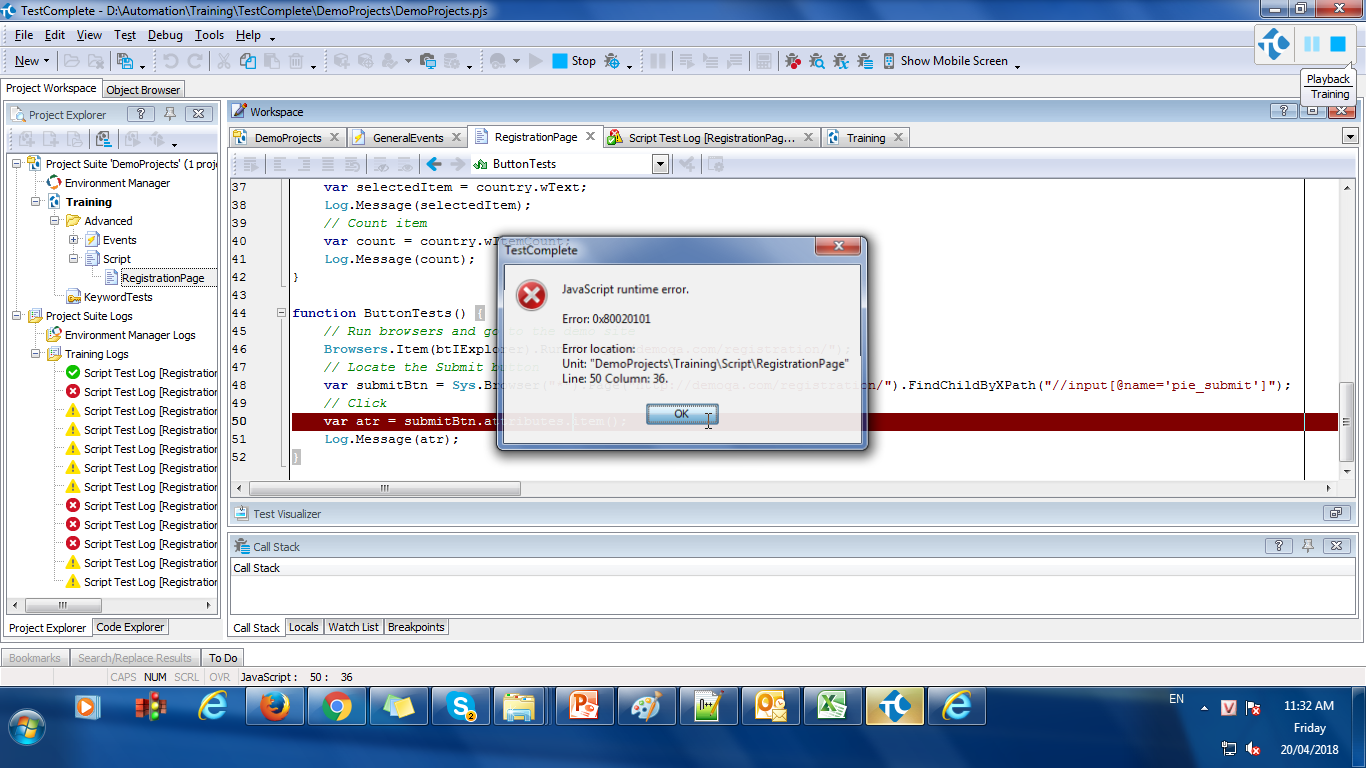 TestComplete - D:\Automation\Training\TestComplete\DemoProjects\DemoProjects.pjs
File Edit View Test Debug Tools Help
New Stop Show Mobile Screen
Playback
Training
Project Workspace Object Browser
Project Explorer
Workspace
DemoProjects GeneralEvents RegistrationPage Script Test Log [RegistrationPag... Training
ButtonTests
Project Suite 'DemoProjects' (1 proj
Environment Manager
Training
Advanced
Events
Script
RegistrationPage
KeywordTests
Project Suite Logs
Environment Manager Logs
Training Logs
Script Test Log [Registration
Script Test Log [Registration
Script Test Log [Registration
Script Test Log [Registration
Script Test Log [Registration
Script Test Log [Registration
Script Test Log [Registration
Script Test Log [Registration
Script Test Log [Registration
Script Test Log [Registration
Script Test Log [Registration
Script Test Log [Registration
Project Explorer Code Explorer
37 var selectedItem = country.wText;
38 Log.Message(selectedItem);
39 // Count item
40 var count = country.wItemCount;
41 Log.Message(count);
42 }
43
44 function ButtonTests() {
45 // Run browsers and go to the demo site
46 Browsers.Item(btIExplorer).Run demoqa.com/registration/");
47 // Locate the Submit button
48 var submitBtn = Sys.Browser( demoqa.com/registration/").FindChildByXPath("//input[@name='pie_submit']");
49 // Click
50 var atr = submitBtn.attributes.item();
51 Log.Message(atr);
52 }
TestComplete
JavaScript runtime error.
Error: 0x80020101
Error location:
Unit: "DemoProjects\Training\Script\RegistrationPage"
Line: 50 Column: 36.
OK
Test Visualizer
Call Stack
Call Stack
Call Stack Locals Watch List Breakpoints
Bookmarks Search/Replace Results To Do
CAPS NUM SCRL OVR JavaScript : 50 : 36
EN
11:32 AM
Friday
20/04/2018